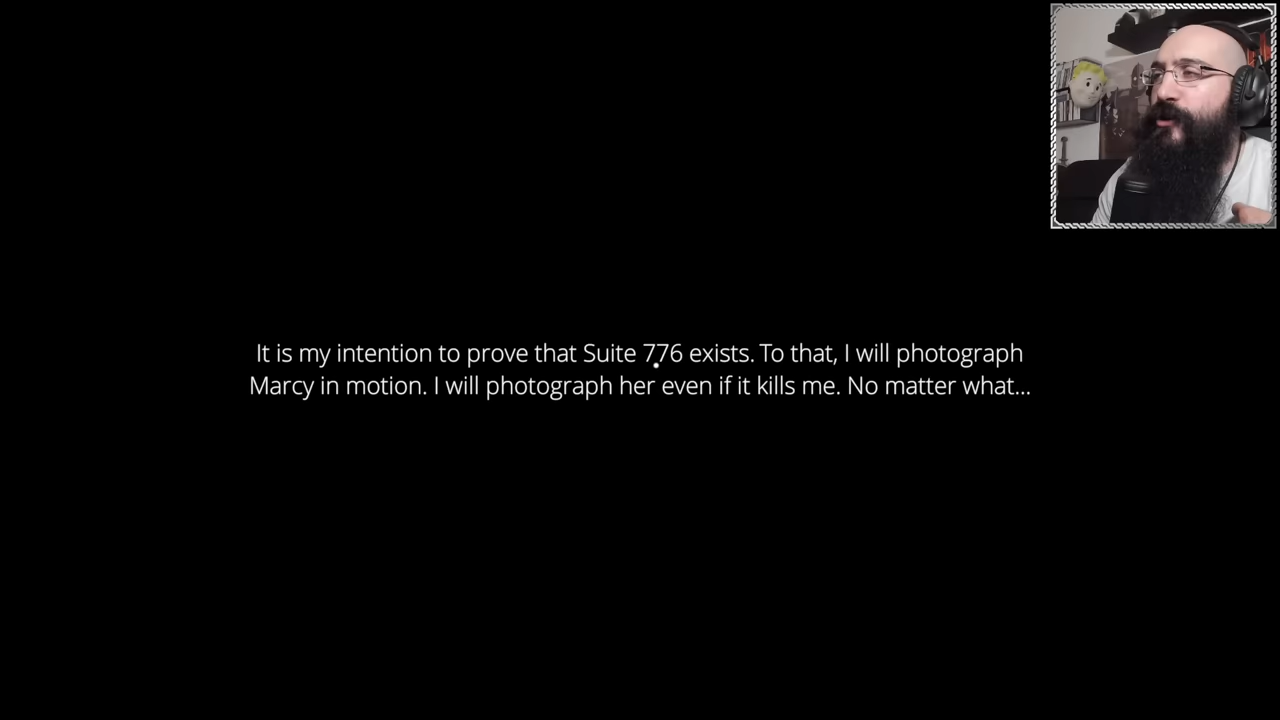 It is my intention to prove that Suite 776 exists. To that, I will photograph
Marcy in motion. I will photograph her even if it kills me. No matter what...